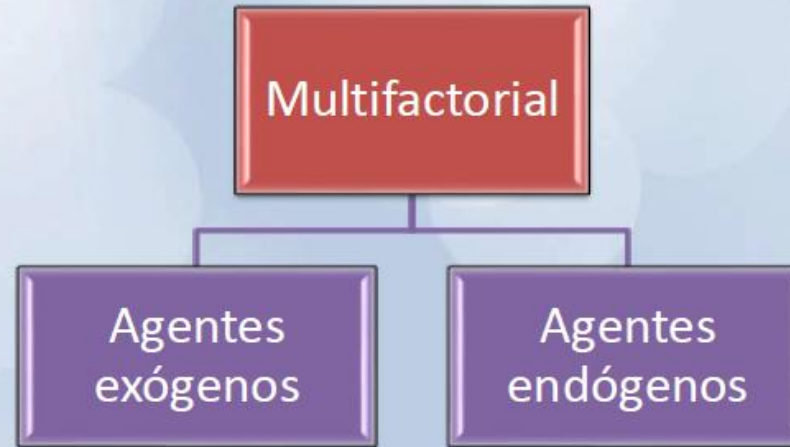 Multifactorial
Agentes
exógenos
Agentes
endógenos